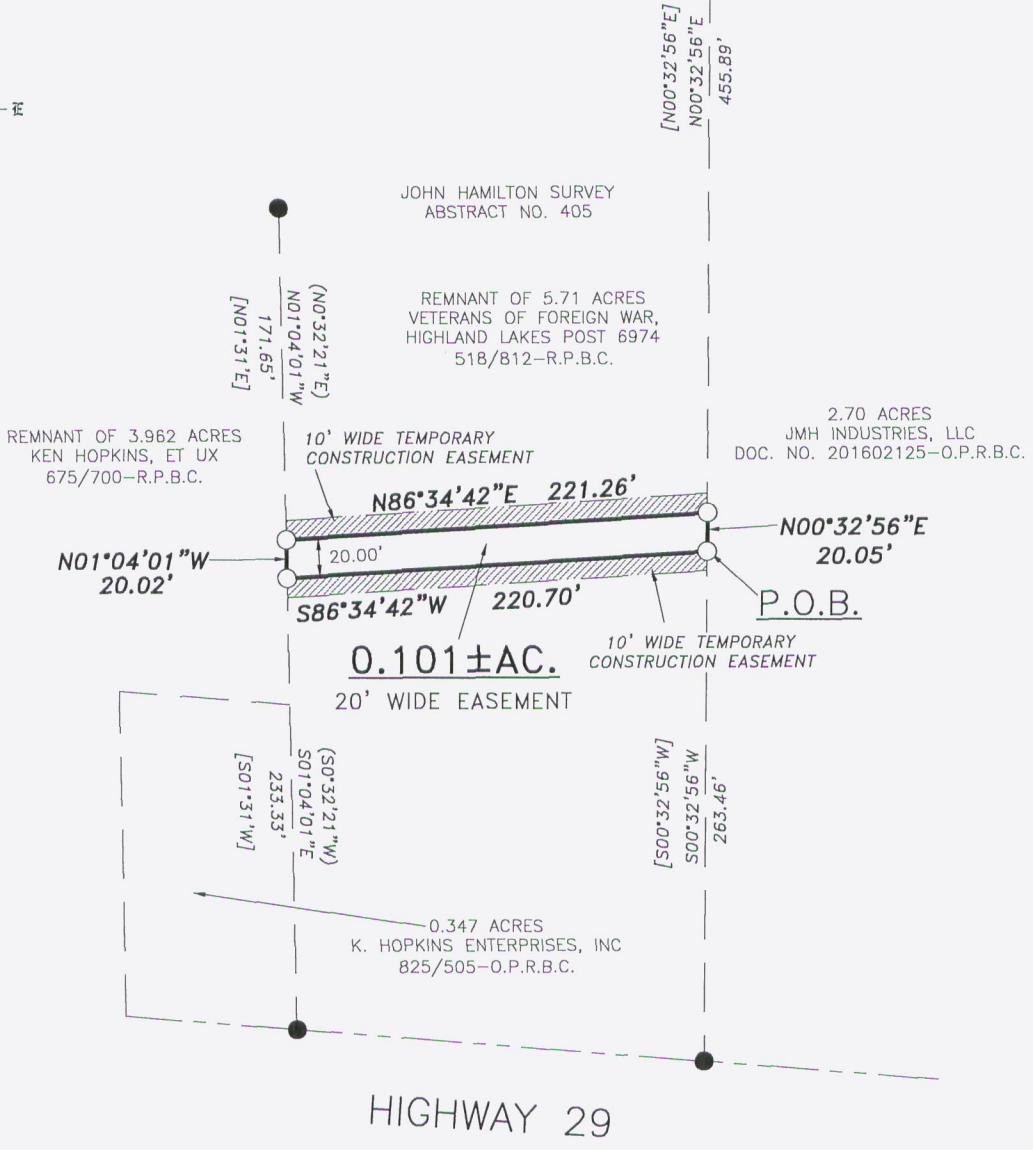 [N00°32'56"E]
N00°32'56"E
455.89'
E
JOHN HAMILTON SURVEY
ABSTRACT NO. 405
(N0°32'21"E)
N01°04'01"W
171.65'
[N01°31'E]
REMNANT OF 5.71 ACRES
VETERANS OF FOREIGN WAR,
HIGHLAND LAKES POST 6974
518/812-R.P.B.C.
REMNANT OF 3.962 ACRES
KEN HOPKINS, ET UX
675/700-R.P.B.C.
10' WIDE TEMPORARY
CONSTRUCTION EASEMENT
2.70 ACRES
JMH INDUSTRIES, LLC
DOC. NO. 201602125-O.P.R.B.C.
N86°34'42"E 221.26'
N01°04'01"W
20.02'
20.00'
N00°32'56"E
20.05'
S86°34'42"W 220.70'
P.O.B.
0.101±AC.
20' WIDE EASEMENT
10' WIDE TEMPORARY
CONSTRUCTION EASEMENT
(S0°32'21"W)
S01°04'01"E
233.33'
[S01°31'W]
[S00°32'56"W]
S00°32'56"W
263.46'
0.347 ACRES
K. HOPKINS ENTERPRISES, INC
825/505-O.P.R.B.C.
HIGHWAY 29